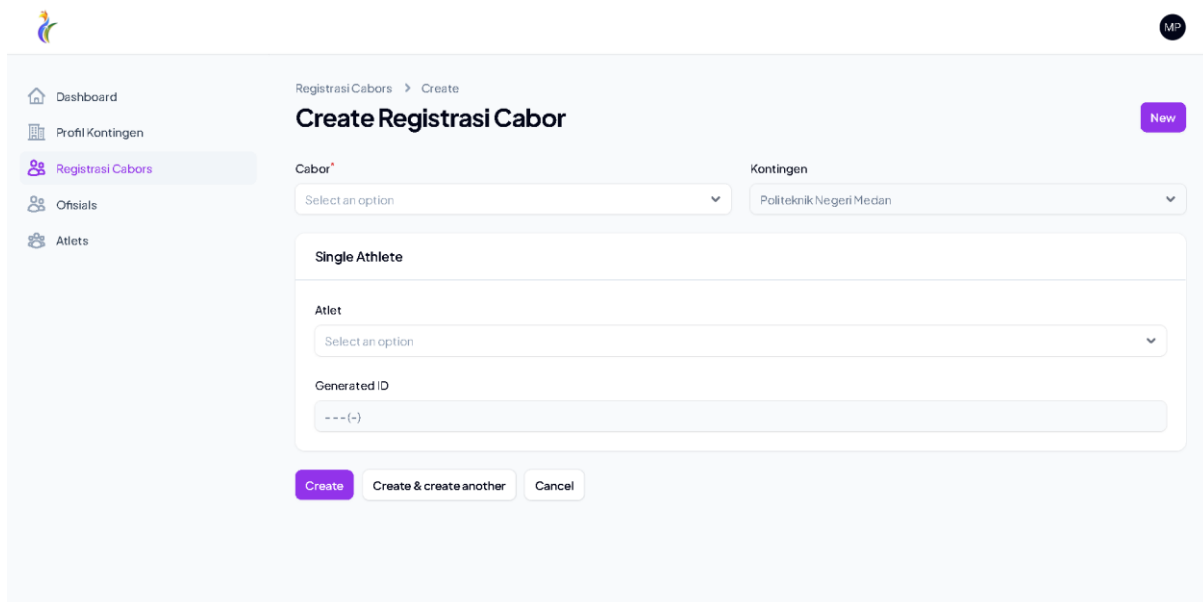 MP
Dashboard
Profil Kontingen
Registrasi Cabors
Ofisials
Atlets
Registrasi Cabors > Create
Create Registrasi Cabor
New
Cabor*
Select an option
Kontingen
Politeknik Negeri Medan
Single Athlete
Atlet
Select an option
Generated ID
- - - (-)
Create
Create & create another
Cancel